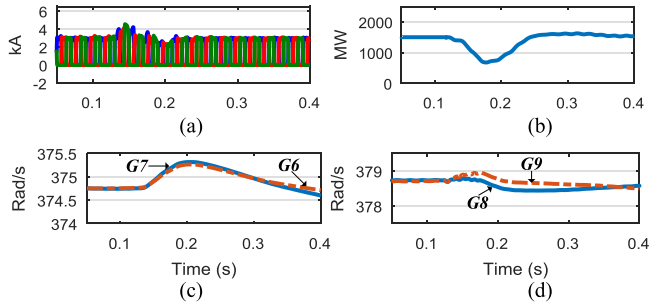 kA
6
4
2
0
-2
0.1
0.2
0.3
0.4
(a)
MW
2000
1000
0
0.1
0.2
0.3
0.4
(b)
Rad/s
375.5
375
374.5
374
G7
G6
0.1
0.2
0.3
0.4
Time (s)
(c)
Rad/s
379
378
G9
G8
0.1
0.2
0.3
0.4
Time (s)
(d)